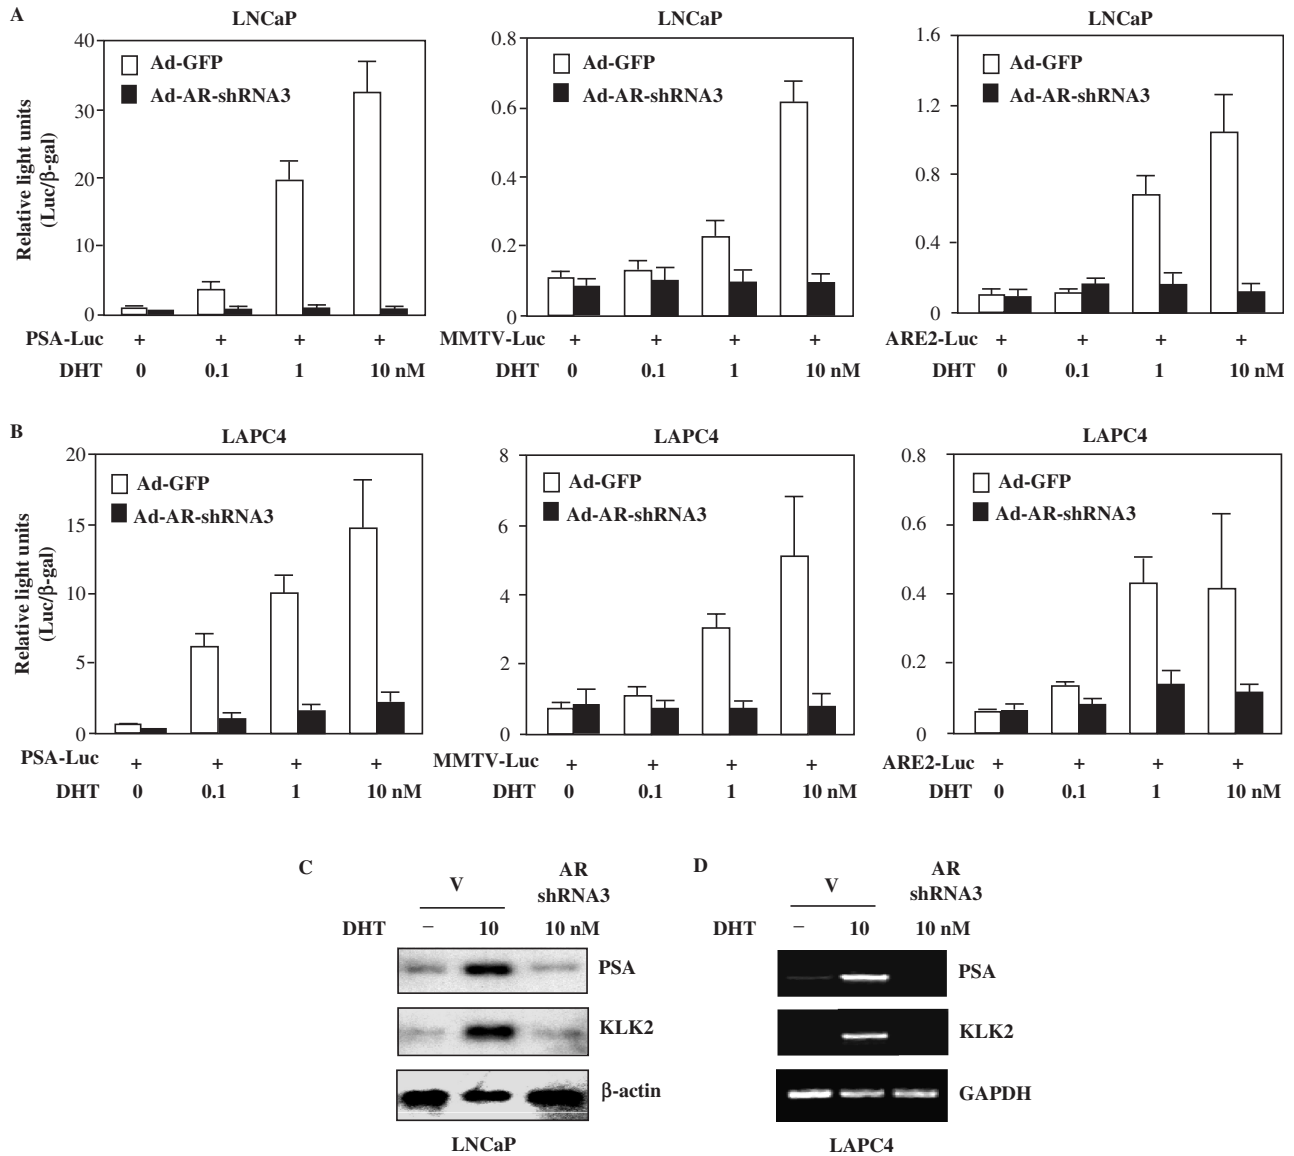 A
LNCaP
Relative light units
(Luc/β-gal)
40
30
20
10
0
Ad-GFP
Ad-AR-shRNA3
PSA-Luc + + + +
DHT 0 0.1 1 10 nM
LNCaP
0.8
0.6
0.4
0.2
0
Ad-GFP
Ad-AR-shRNA3
MMTV-Luc + + + +
DHT 0 0.1 1 10 nM
LNCaP
1.6
1.2
0.8
0.4
0
Ad-GFP
Ad-AR-shRNA3
ARE2-Luc + + + +
DHT 0 0.1 1 10 nM
B
LAPC4
Relative light units
(Luc/β-gal)
20
15
10
5
0
Ad-GFP
Ad-AR-shRNA3
PSA-Luc + + + +
DHT 0 0.1 1 10 nM
LAPC4
8
6
4
2
0
Ad-GFP
Ad-AR-shRNA3
MMTV-Luc + + + +
DHT 0 0.1 1 10 nM
LAPC4
0.8
0.6
0.4
0.2
0
Ad-GFP
Ad-AR-shRNA3
ARE2-Luc + + + +
DHT 0 0.1 1 10 nM
C
V
AR
shRNA3
DHT – 10 10 nM
PSA
KLK2
β-actin
LNCaP
D
V
AR
shRNA3
DHT – 10 10 nM
PSA
KLK2
GAPDH
LAPC4